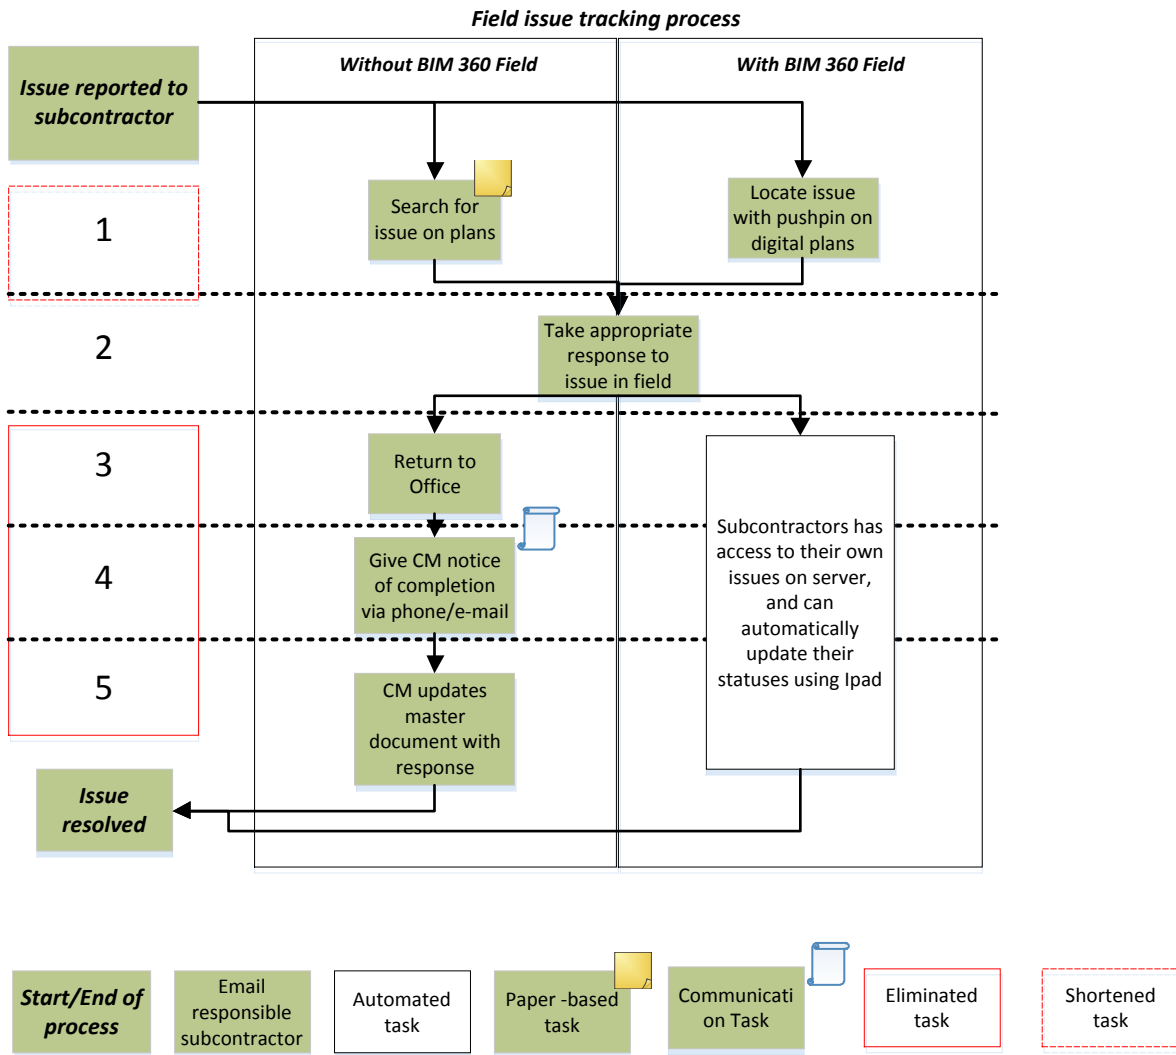 Field issue tracking process
Without BIM 360 Field
With BIM 360 Field
Issue reported to
subcontractor
1
Search for
issue on plans
Locate issue
with pushpin on
digital plans
2
Take appropriate
response to
issue in field
3
Return to
Office
4
Give CM notice
of completion
via phone/e-mail
5
CM updates
master
document with
response
Subcontractors has
access to their own
issues on server,
and can
automatically
update their
statuses using Ipad
Issue
resolved
Start/End of
process
Email
responsible
subcontractor
Automated
task
Paper -based
task
Communicati
on Task
Eliminated
task
Shortened
task